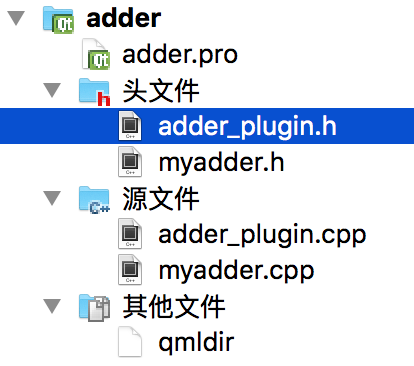 adder
adder.pro
头文件
adder_plugin.h
myadder.h
源文件
adder_plugin.cpp
myadder.cpp
其他文件
qmldir